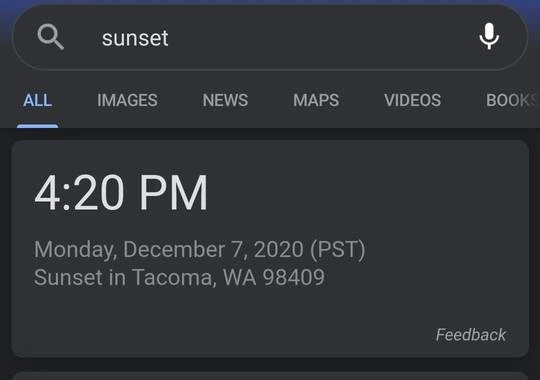 sunset
ALL IMAGES NEWS MAPS VIDEOS BOOKS
4:20 PM
Monday, December 7, 2020 (PST)
Sunset in Tacoma, WA 98409
Feedback